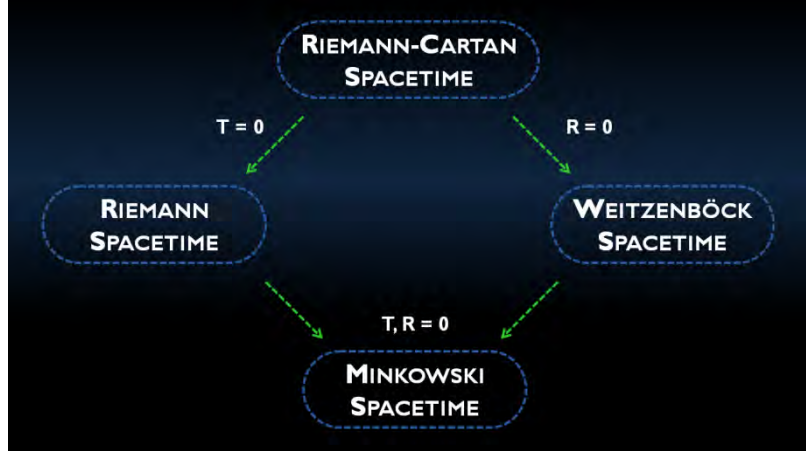 RIEMANN-CARTAN
SPACETIME
T = 0
R = 0
RIEMANN
SPACETIME
WEITZENBÖCK
SPACETIME
T, R = 0
MINKOWSKI
SPACETIME